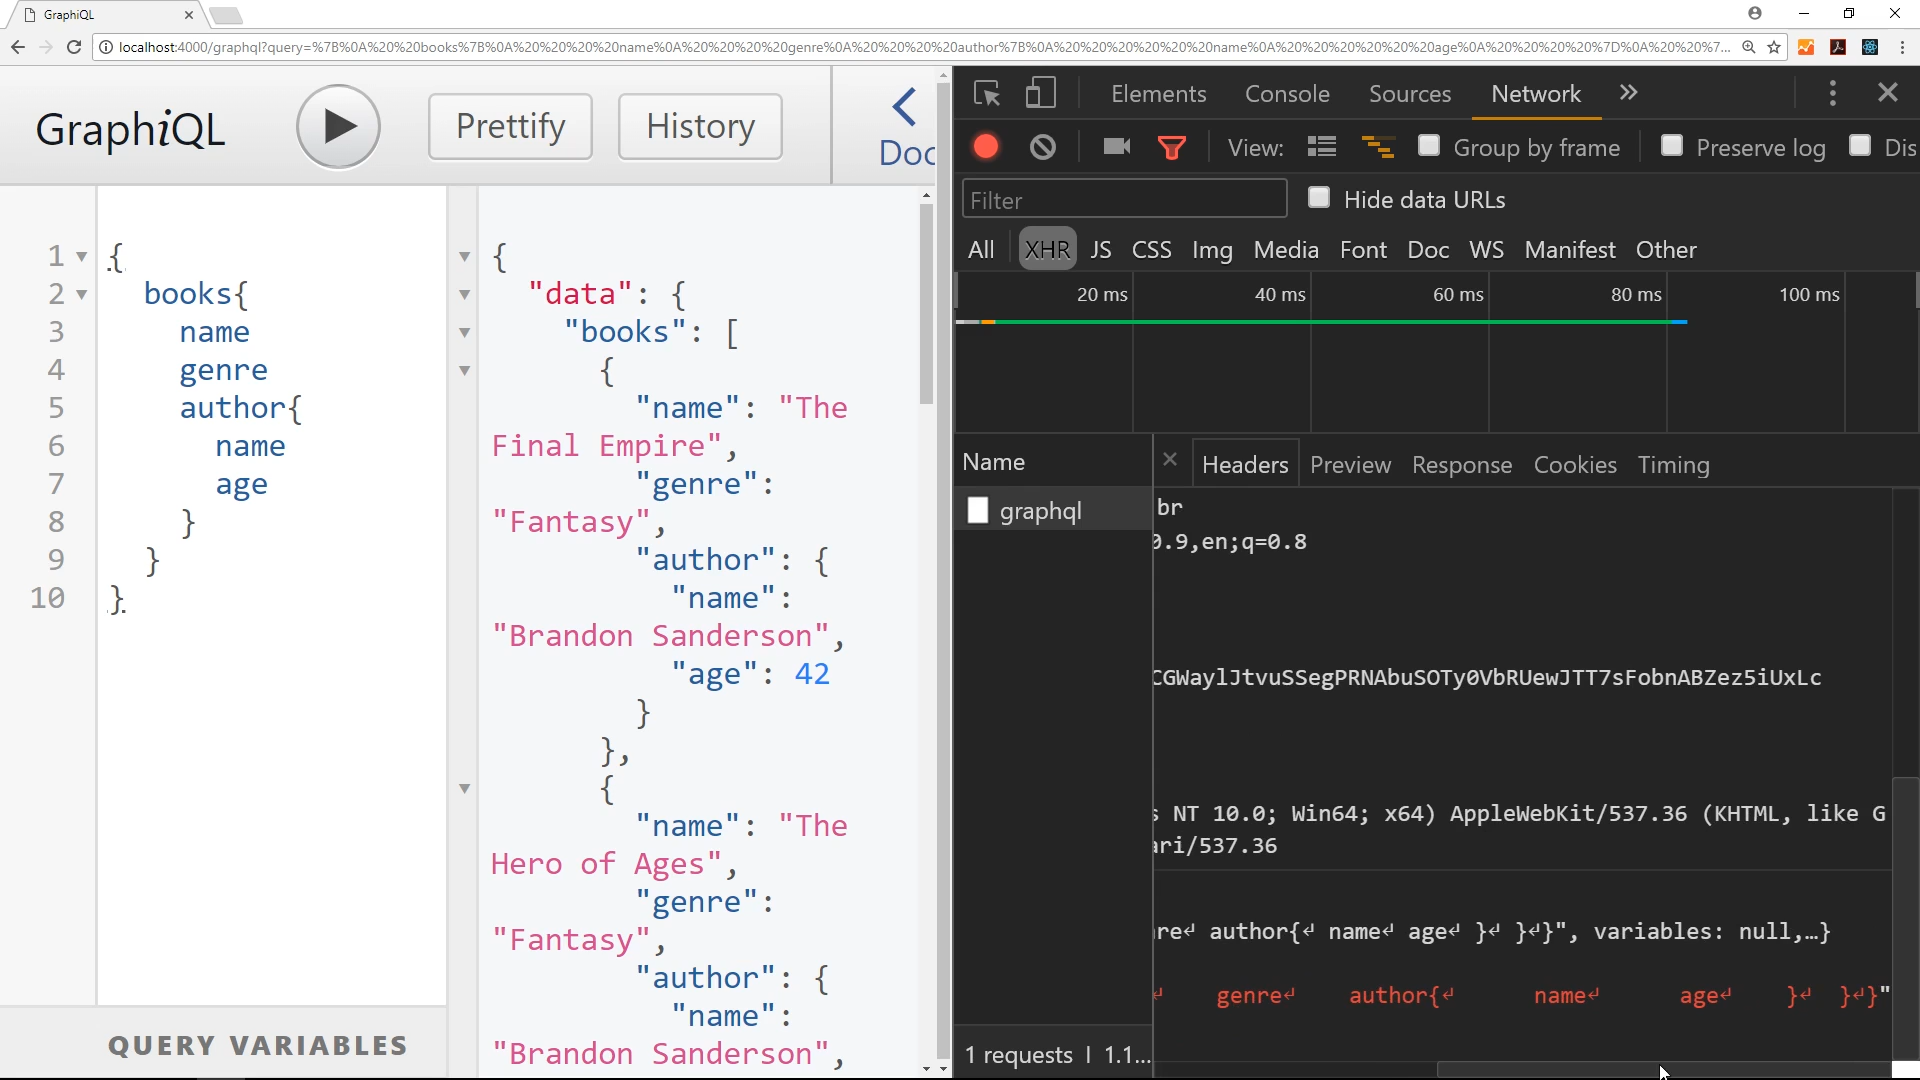 GraphiQL
localhost:4000/graphql?query=%7B%0A%20%20books%7B%0A%20%20%20%20name%0A%20%20%20%20genre%0A%20%20%20%20author%7B%0A%20%20%20%20%20%20name%0A%20%20%20%20%20%20age%0A%20%20%20%20%7D%0A%20%20%7...
GraphiQL
Prettify
History
Doc
1 {
2 books{
3 name
4 genre
5 author{
6 name
7 age
8 }
9 }
10 }
QUERY VARIABLES
{
"data": {
"books": [
{
"name": "The
Final Empire",
"genre":
"Fantasy",
"author": {
"name":
"Brandon Sanderson",
"age": 42
}
},
{
"name": "The
Hero of Ages",
"genre":
"Fantasy",
"author": {
"name":
"Brandon Sanderson",
Elements Console Sources Network »
View: Group by frame Preserve log Dis
Filter Hide data URLs
All XHR JS CSS Img Media Font Doc WS Manifest Other
20 ms 40 ms 60 ms 80 ms 100 ms
Name
graphql
1 requests | 1.1...
× Headers Preview Response Cookies Timing
br
0.9,en;q=0.8
CGWaylJtvuSSegPRNAbuSOTy0VbRUewJTT7sFobnABZez5iUxLc
s NT 10.0; Win64; x64) AppleWebKit/537.36 (KHTML, like G
ari/537.36
re↵ author{↵ name↵ age↵ }↵ }↵}", variables: null,…}
↵ genre↵ author{↵ name↵ age↵ }↵ }↵}"